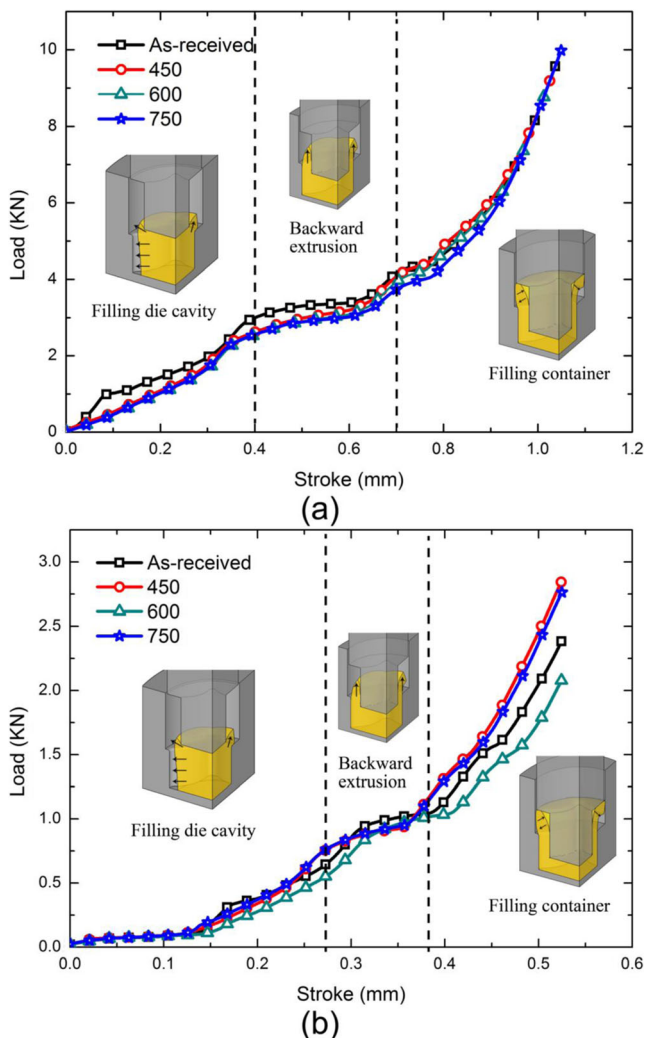 (a)
10
8
6
4
2
0
Load (KN)
As-received
450
600
750
Filling die cavity
Backward
extrusion
Filling container
0.0 0.2 0.4 0.6 0.8 1.0 1.2
Stroke (mm)
(a)
3.0
2.5
2.0
1.5
1.0
0.5
0.0
Load (KN)
As-received
450
600
750
Filling die cavity
Backward
extrusion
Filling container
0.0 0.1 0.2 0.3 0.4 0.5 0.6
Stroke (mm)
(b)